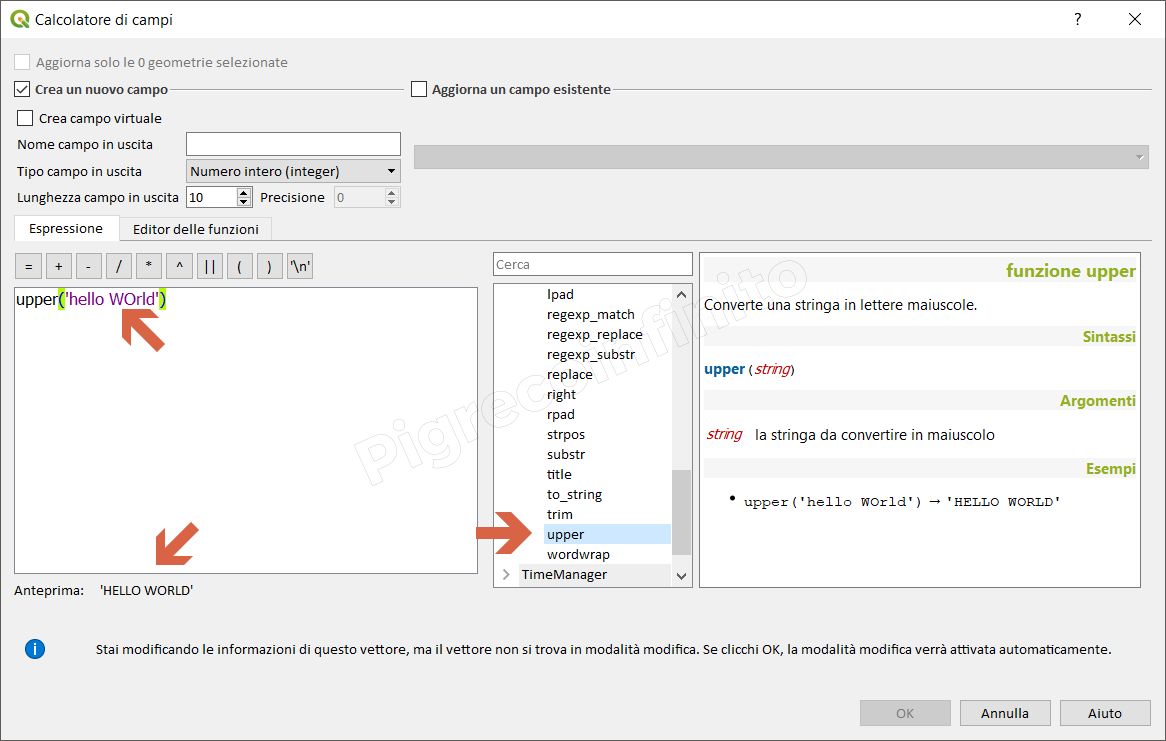 Calcolatore di campi
?
Aggiorna solo le 0 geometrie selezionate
Crea un nuovo campo
Aggiorna un campo esistente
Crea campo virtuale
Nome campo in uscita
Tipo campo in uscita Numero intero (integer)
Lunghezza campo in uscita 10 Precisione 0
Espressione Editor delle funzioni
= + - / * ^ || ( ) '\n'
upper('hello WOrld')
Anteprima: 'HELLO WORLD'
Cerca
lpad
regexp_match
regexp_replace
regexp_substr
replace
right
rpad
strpos
substr
title
to_string
trim
upper
wordwrap
TimeManager
funzione upper
Converte una stringa in lettere maiuscole.
Sintassi
upper (string)
Argomenti
string la stringa da convertire in maiuscolo
Esempi
• upper('hello WOrld') → 'HELLO WORLD'
Pigrecoinfinito
Stai modificando le informazioni di questo vettore, ma il vettore non si trova in modalità modifica. Se clicchi OK, la modalità modifica verrà attivata automaticamente.
OK Annulla Aiuto